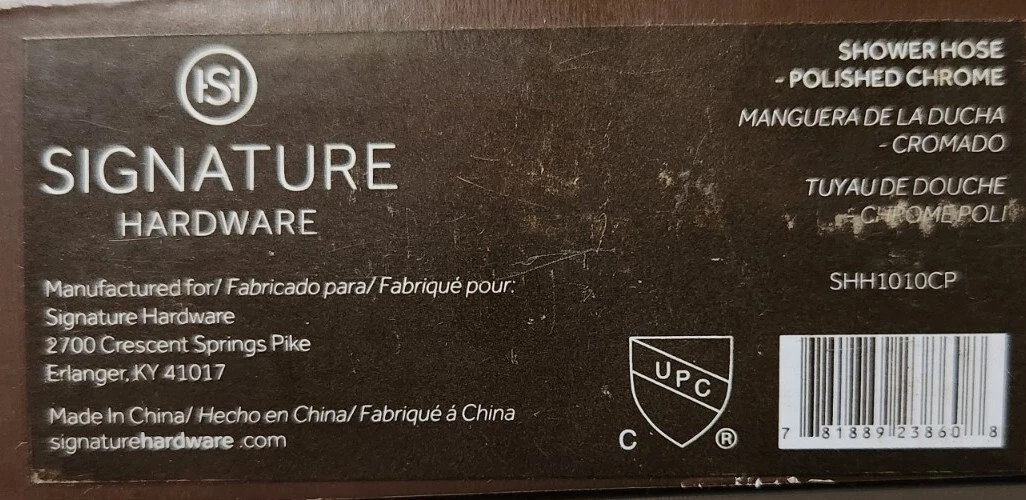 SIGNATURE
HARDWARE
Manufactured for/ Fabricado para/ Fabriqué pour:
Signature Hardware
2700 Crescent Springs Pike
Erlanger, KY 41017
Made In China/ Hecho en China/ Fabriqué á China
signaturehardware .com
SHOWER HOSE
- POLISHED CHROME
MANGUERA DE LA DUCHA
- CROMADO
TUYAU DE DOUCHE
- CHROME POLI
SHH1010CP
UPC
C ®
7 81889 23860 8